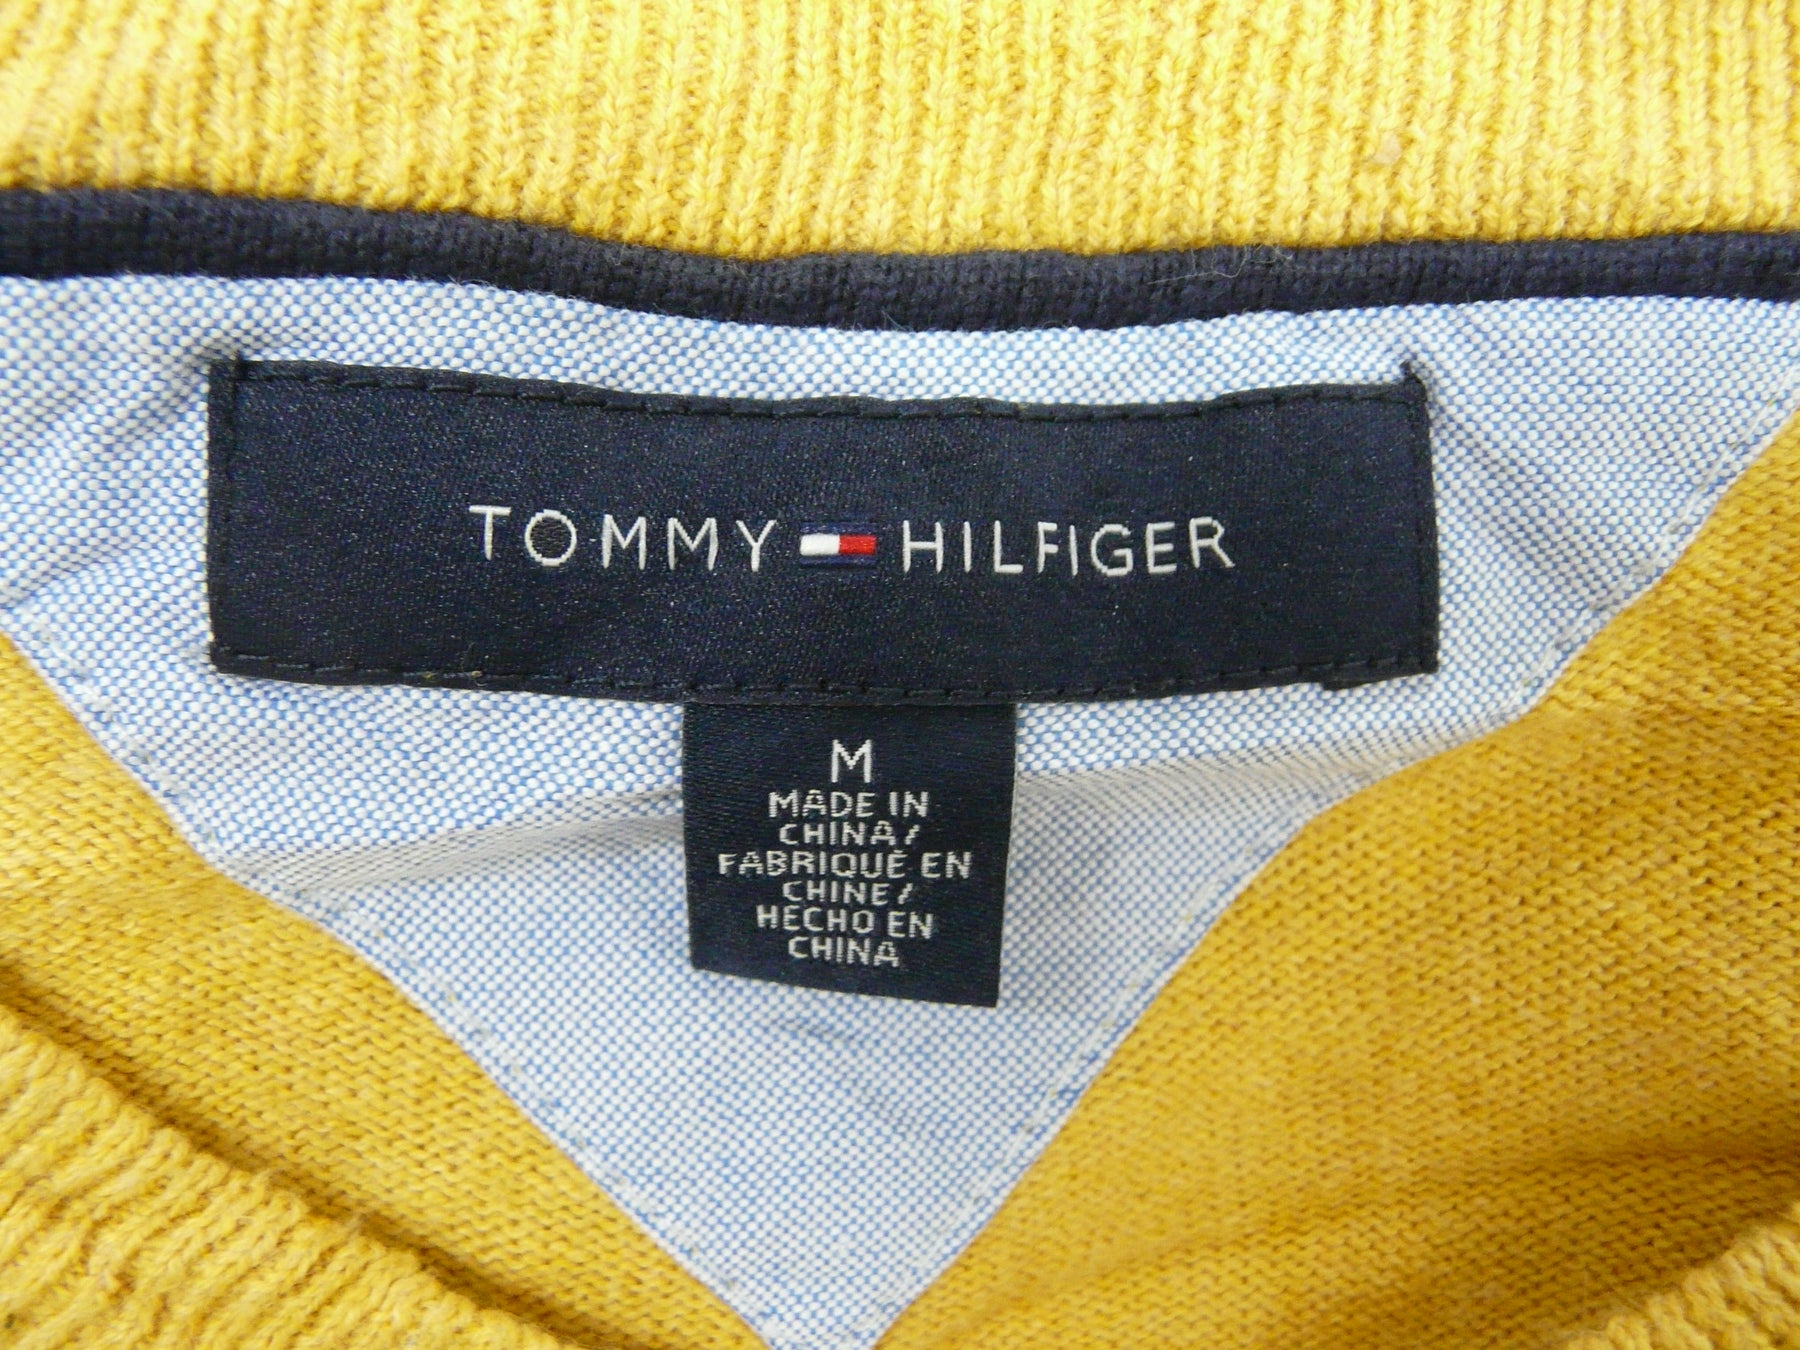 TOMMY HILFIGER
M
MADE IN
CHINA/
FABRIQUÉ EN
CHINE/
HECHO EN
CHINA